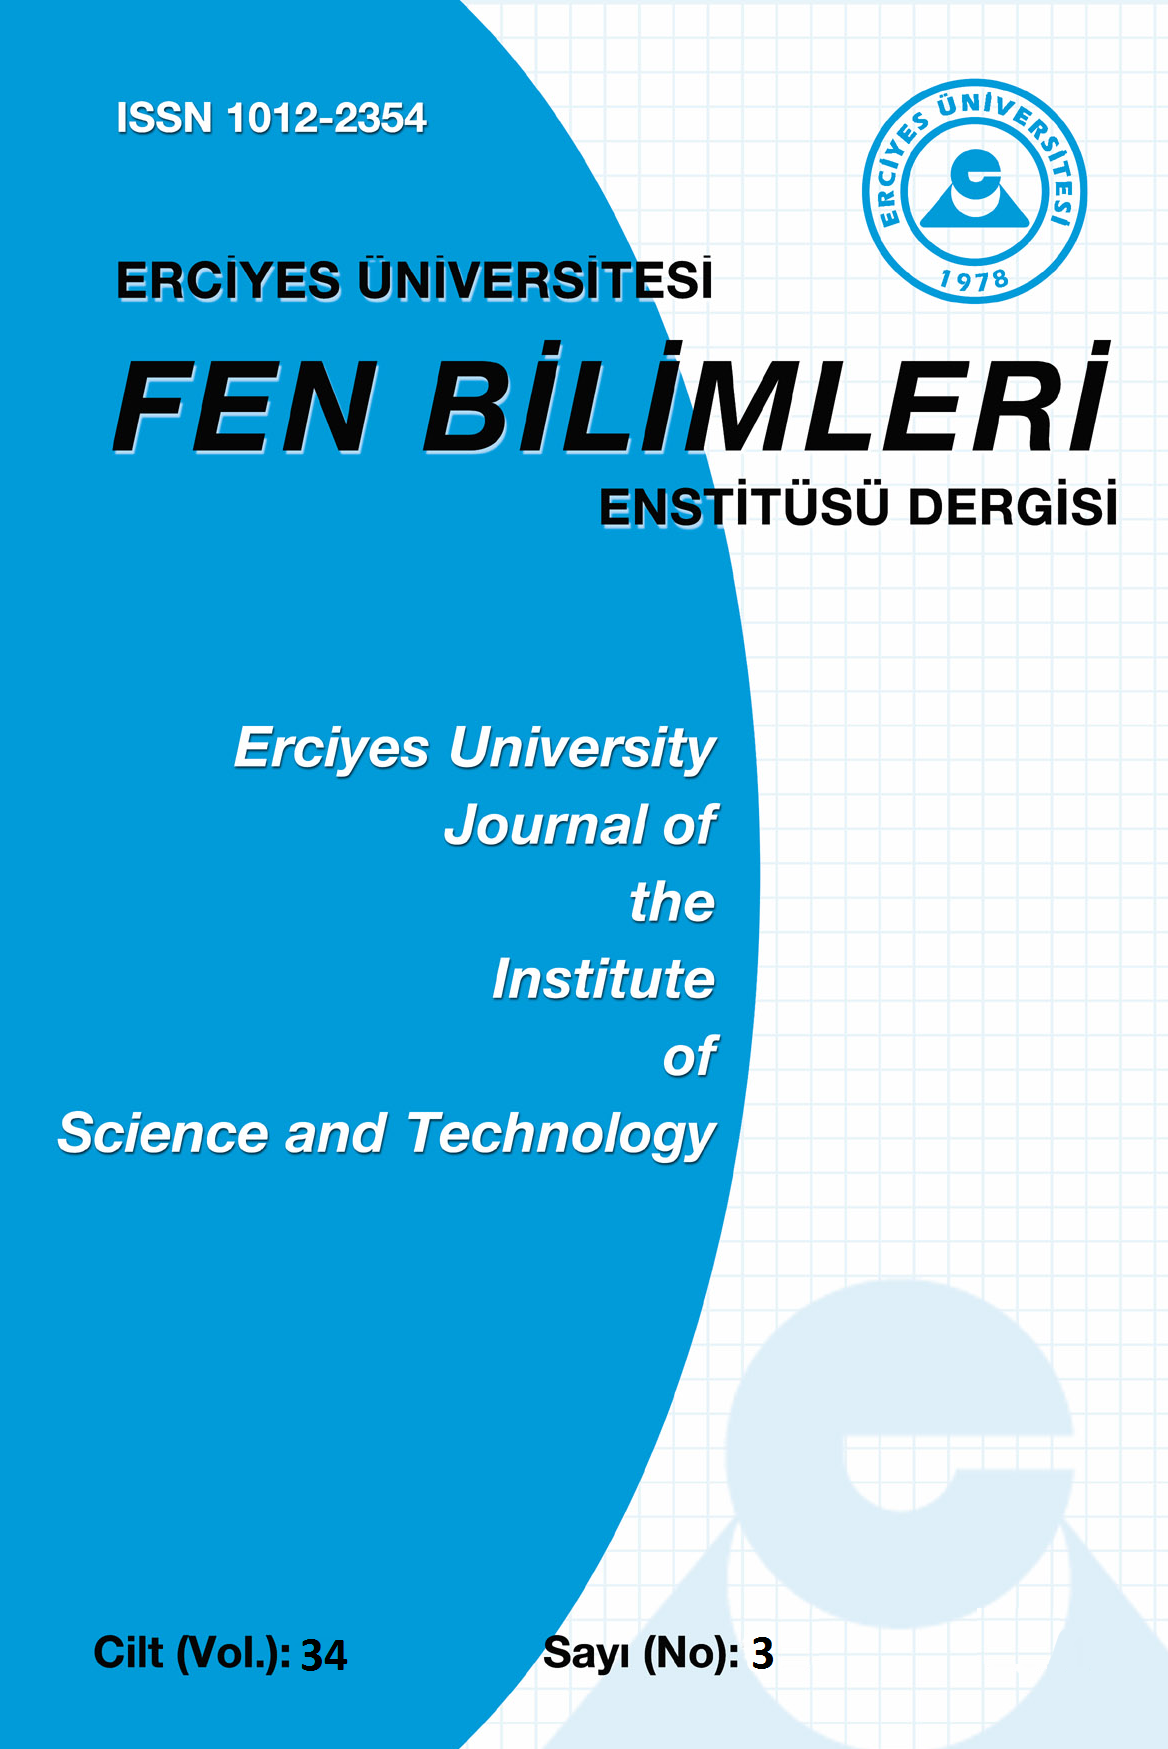 ISSN 1012-2354
ERCİYES ÜNİVERSİTESİ
1978
ERCİYES ÜNİVERSİTESİ
FEN BİLİMLERİ
ENSTİTÜSÜ DERGİSİ
Erciyes University
Journal of
the
Institute
of
Science and Technology
Cilt (Vol.): 34
Sayı (No): 3